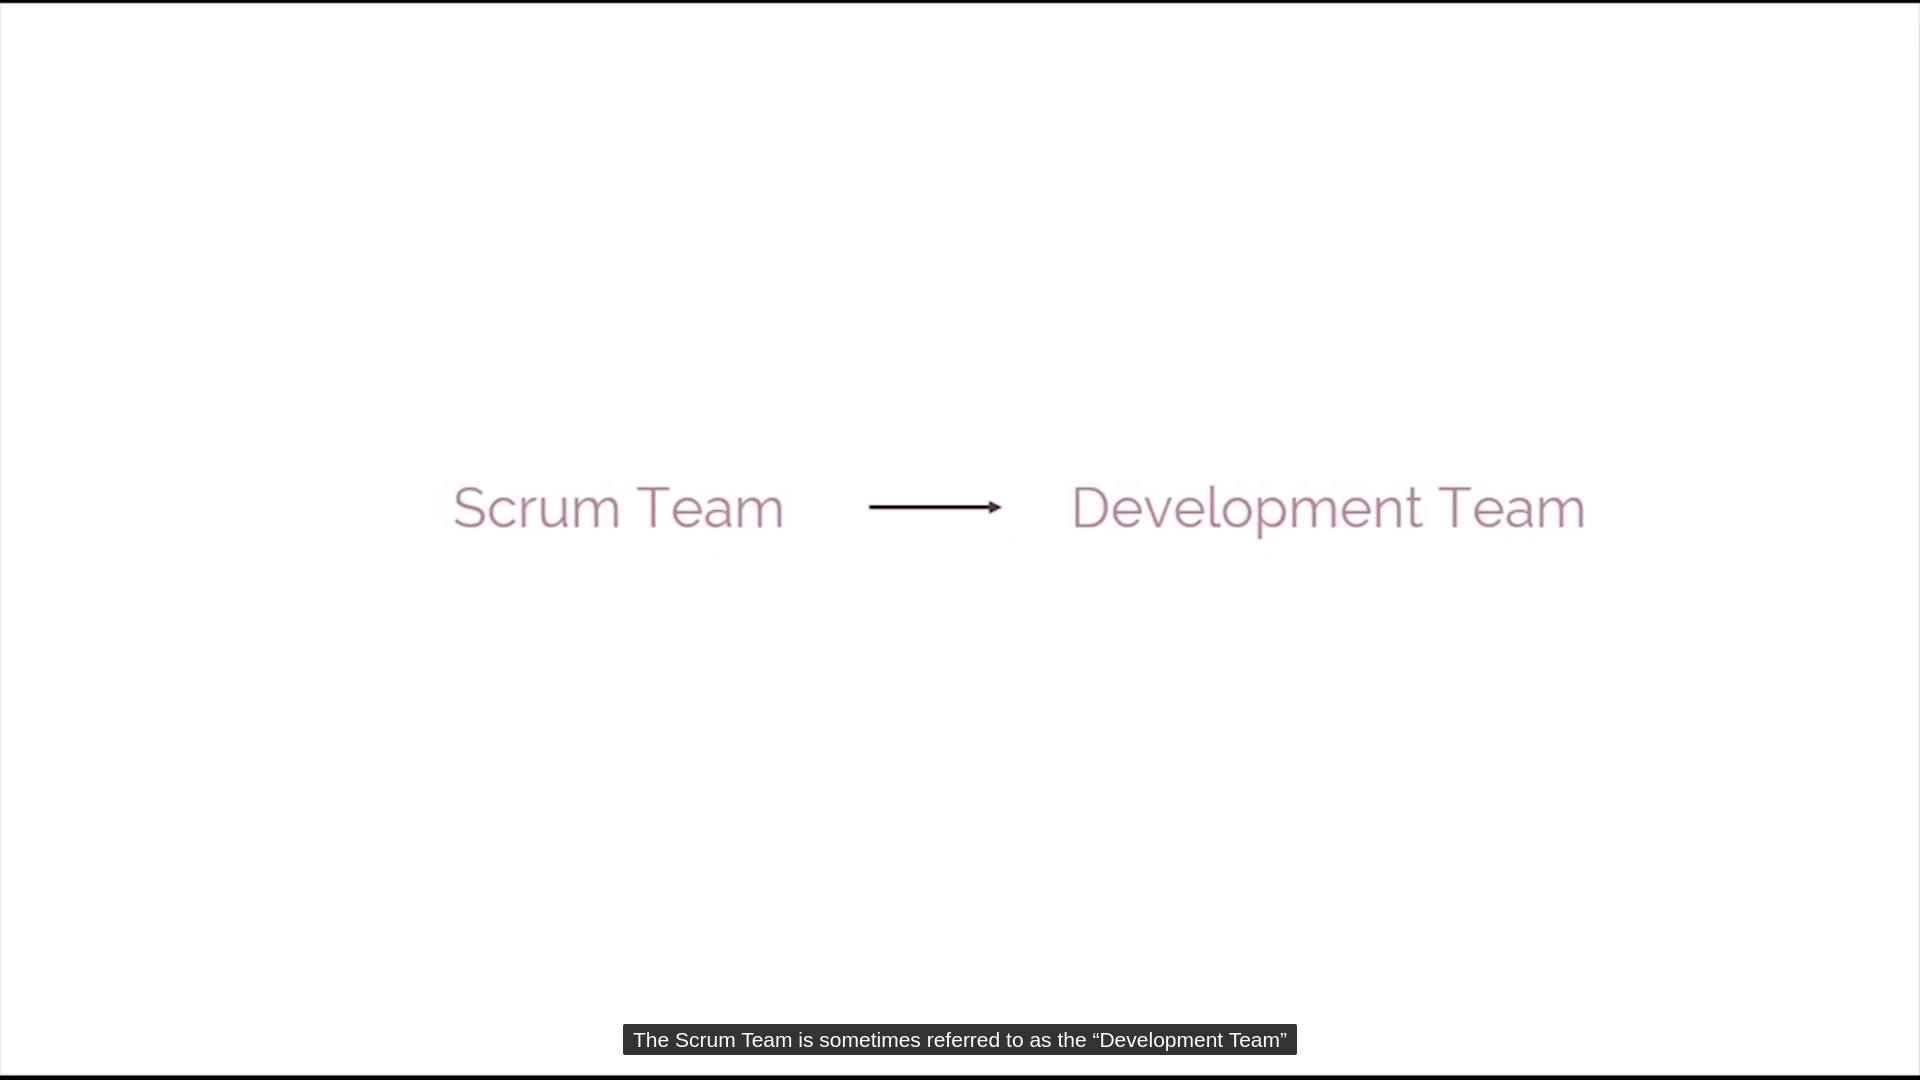 Scrum Team Development Team
The Scrum Team is sometimes referred to as the “Development Team”